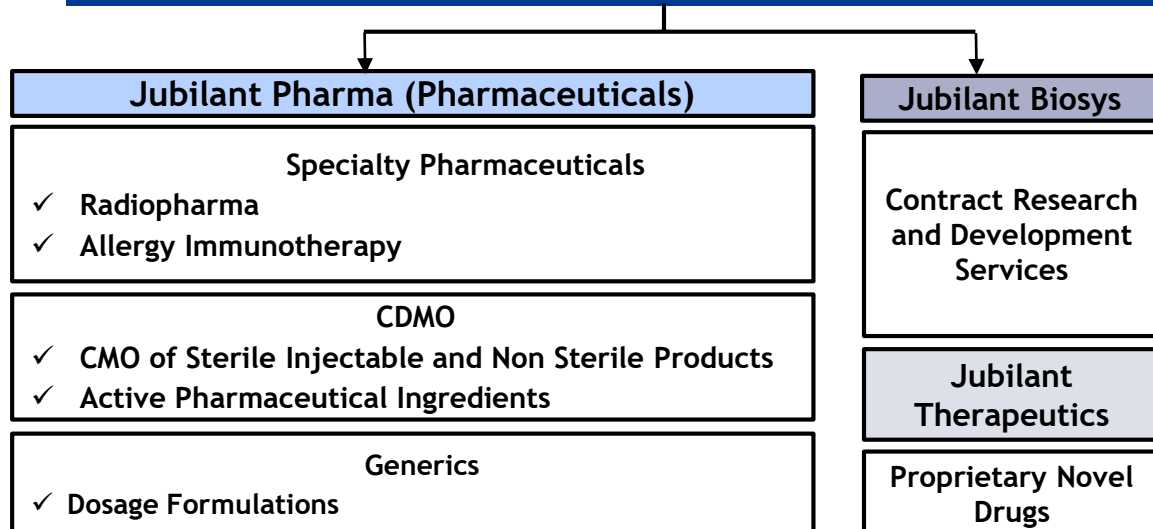 Jubilant Pharma (Pharmaceuticals)
Specialty Pharmaceuticals
✓ Radiopharma
✓ Allergy Immunotherapy
CDMO
✓ CMO of Sterile Injectable and Non Sterile Products
✓ Active Pharmaceutical Ingredients
Generics
✓ Dosage Formulations
Jubilant Biosys
Contract Research
and Development
Services
Jubilant
Therapeutics
Proprietary Novel
Drugs